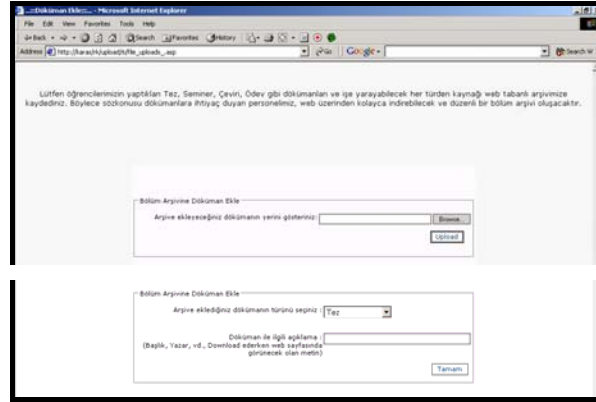 ..::Döküman Ekle::.. - Microsoft Internet Explorer
File Edit View Favorites Tools Help
Back Search Favorites History
Address http://karas/H/upload/t/file_uploads_.asp Go Google Search W
Lütfen öğrencilerimizin yaptıkları Tez, Seminer, Çeviri, Ödev gibi dökümanları ve işe yarayabilecek her türden kaynağı web tabanlı arşivimize
kaydediniz. Böylece sözkonusu dökümanlara ihtiyaç duyan personelimiz, web üzerinden kolayca indirebilecek ve düzenli bir bölüm arşivi oluşacaktır.
Bölüm Arşivine Döküman Ekle
Arşive ekleyeceğiniz dökümanın yerini gösteriniz: Browse...
Upload
Bölüm Arşivine Döküman Ekle
Arşive eklediğiniz dökümanın türünü seçiniz : Tez
Döküman ile ilgili açıklama :
(Başlık, Yazar, vd., Download ederken web sayfasında
görünecek olan metin)
Tamam